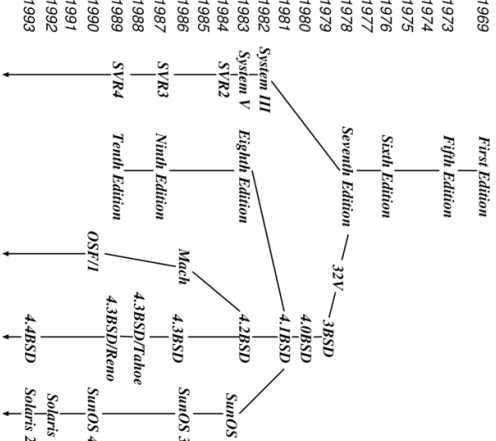 1969
1973
1974
1975
1976
1977
1978
1979
1980
1981
1982
1983
1984
1985
1986
1987
1988
1989
1990
1991
1992
1993
First Edition
Fifth Edition
Sixth Edition
Seventh Edition
32V
3BSD
4.0BSD
4.1BSD
System III
System V
Eighth Edition
4.2BSD
SVR2
SunOS
Mach
4.3BSD
SunOS 3
SVR3
Ninth Edition
4.3BSD/Tahoe
SVR4
Tenth Edition
4.3BSD/Reno
OSF/1
SunOS 4
Solaris
4.4BSD
Solaris 2